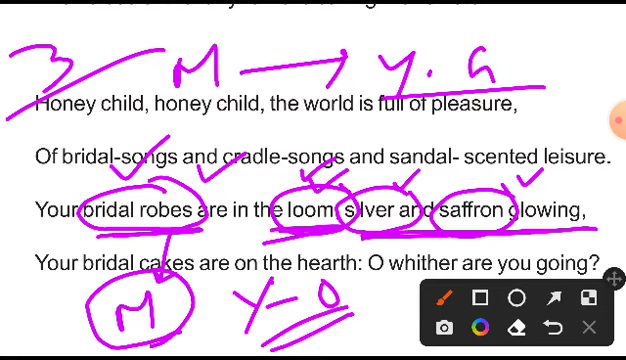 3 M → Y. G
Honey child, honey child, the world is full of pleasure,
Of bridal-songs and cradle-songs and sandal- scented leisure.
Your bridal robes are in the loom silver and saffron glowing,
Your bridal cakes are on the hearth: O whither are you going?
M Y-O